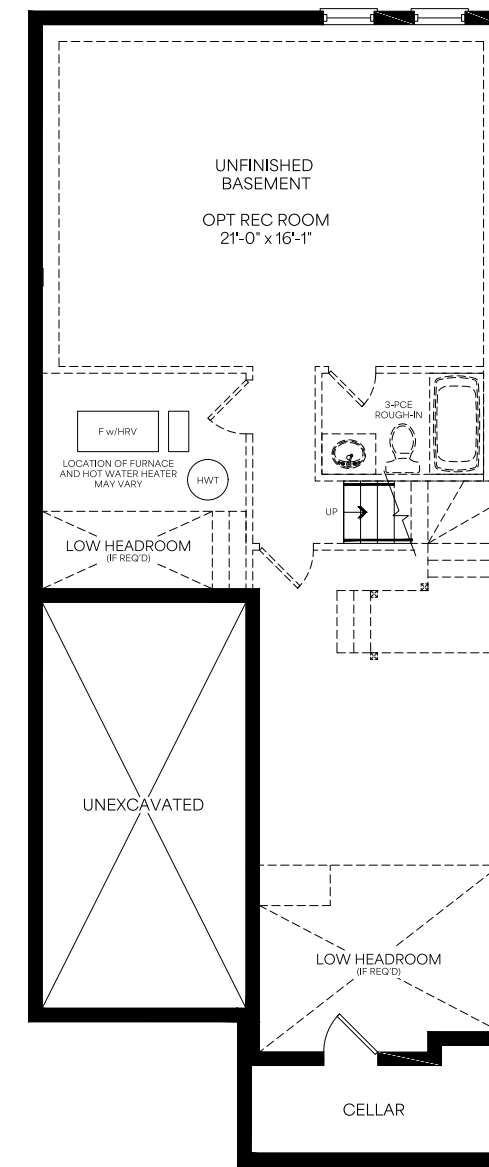 UNFINISHED
BASEMENT
OPT REC ROOM
21'-0" x 16'-1"
3-PCE
ROUGH-IN
F w/HRV
LOCATION OF FURNACE
AND HOT WATER HEATER
MAY VARY
HWT
UP
LOW HEADROOM
(IF REQ'D)
UNEXCAVATED
LOW HEADROOM
(IF REQ'D)
CELLAR